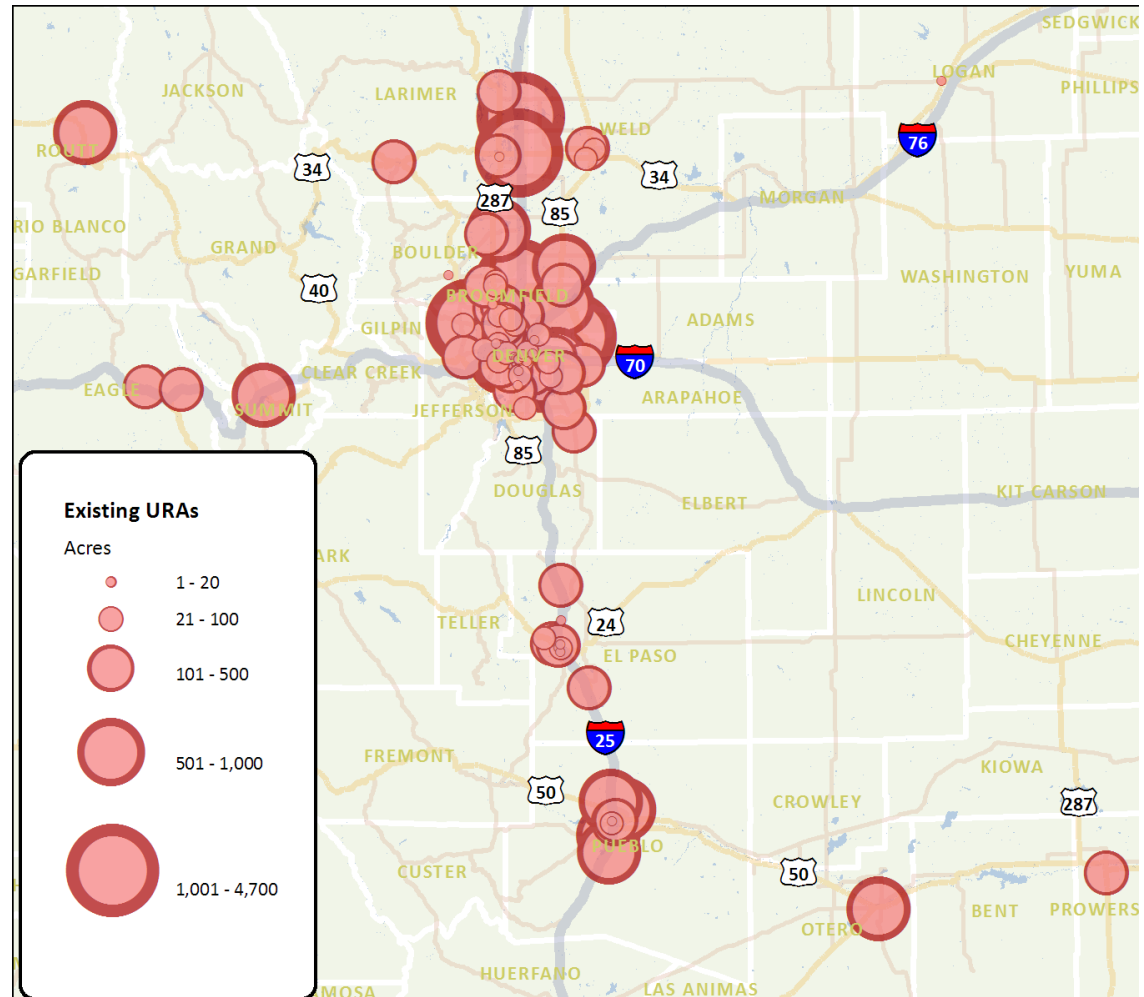 SEDGWICK
LOGAN
JACKSON
LARIMER
PHILLIPS
WELD
76
ROUTT
34
34
287
85
MORGAN
RIO BLANCO
GRAND
BOULDER
GARFIELD
WASHINGTON
YUMA
40
BROOMFIELD
GILPIN
ADAMS
DENVER
70
CLEAR CREEK
EAGLE
ARAPAHOE
SUMMIT
JEFFERSON
85
DOUGLAS
KIT CARSON
ELBERT
Existing URAs
Acres
ARK
1 - 20
21 - 100
101 - 500
501 - 1,000
1,001 - 4,700
LINCOLN
TELLER
24
CHEYENNE
EL PASO
25
FREMONT
KIOWA
50
CROWLEY
287
PUEBLO
CUSTER
50
BENT
PROWERS
OTERO
HUERFANO
LAS ANIMAS
MOSA